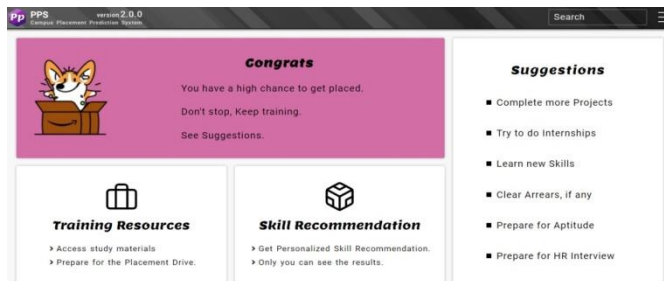 Pp PPS version 2.0.0
Campus Placement Prediction System
Search
Congrats
You have a high chance to get placed.
Don't stop, Keep training.
See Suggestions.
Training Resources
> Access study materials
> Prepare for the Placement Drive.
Skill Recommendation
> Get Personalized Skill Recommendation.
> Only you can see the results.
Suggestions
■ Complete more Projects
■ Try to do Internships
■ Learn new Skills
■ Clear Arrears, if any
■ Prepare for Aptitude
■ Prepare for HR Interview